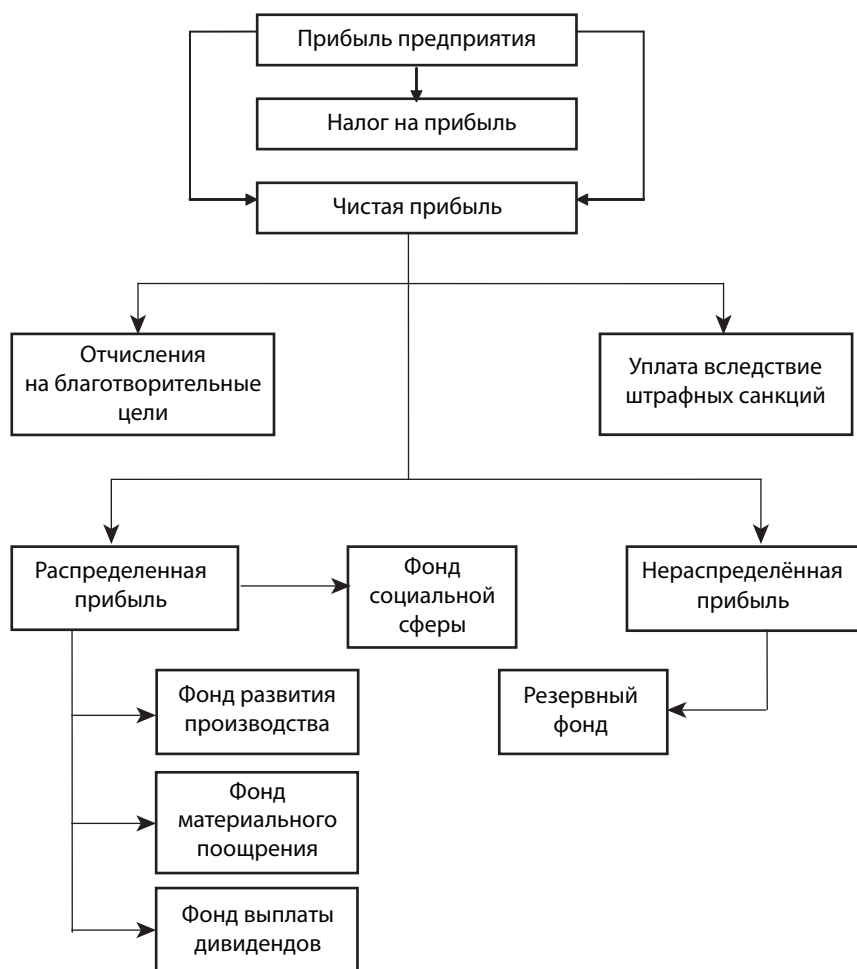 Прибыль предприятия
Налог на прибыль
Чистая прибыль
Отчисления
на благотворительные
цели
Уплата вследствие
штрафных санкций
Распределенная
прибыль
Фонд
социальной
сферы
Нераспределённая
прибыль
Фонд развития
производства
Резервный
фонд
Фонд
материального
поощрения
Фонд выплаты
дивидендов